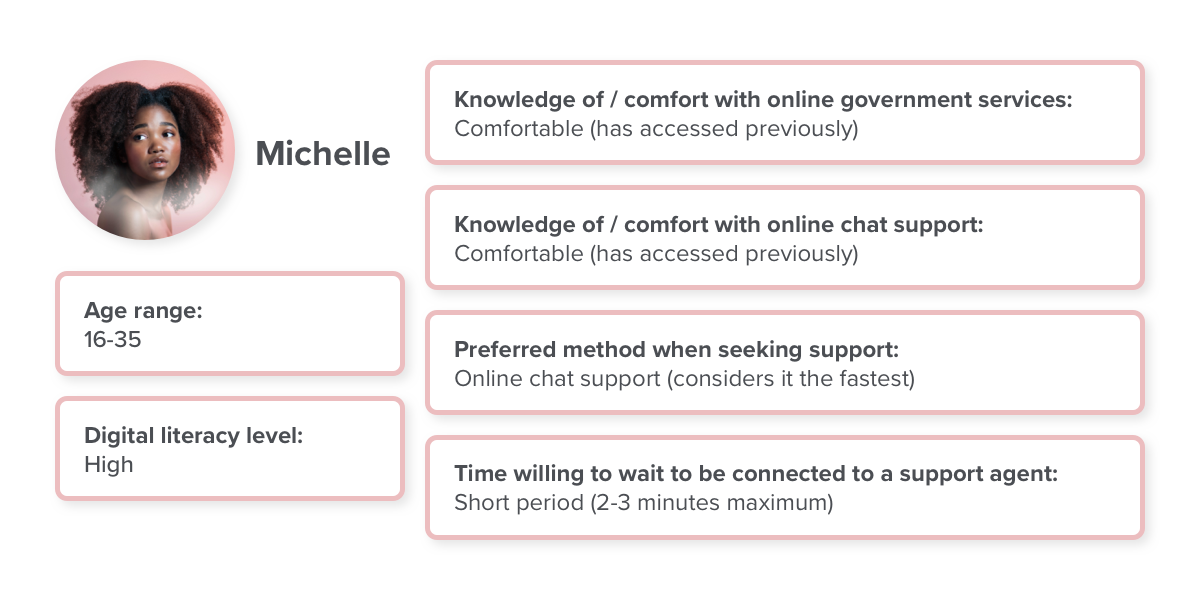 Michelle
Age range:
16-35
Digital literacy level:
High
Knowledge of / comfort with online government services:
Comfortable (has accessed previously)
Knowledge of / comfort with online chat support:
Comfortable (has accessed previously)
Preferred method when seeking support:
Online chat support (considers it the fastest)
Time willing to wait to be connected to a support agent:
Short period (2-3 minutes maximum)